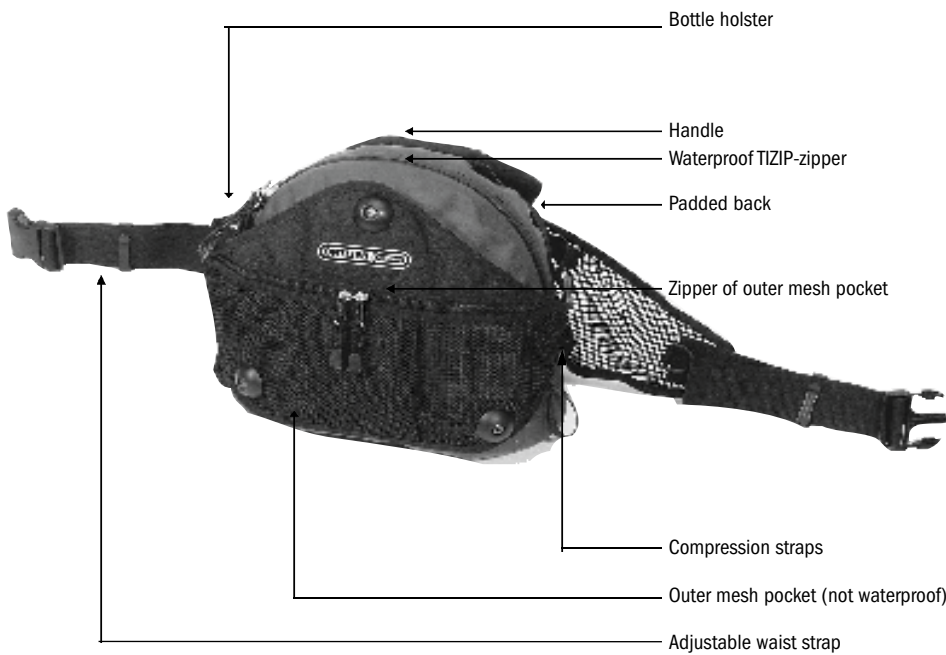 Bottle holster
Handle
Waterproof TIZIP-zipper
Padded back
Zipper of outer mesh pocket
Compression straps
Outer mesh pocket (not waterproof)
Adjustable waist strap